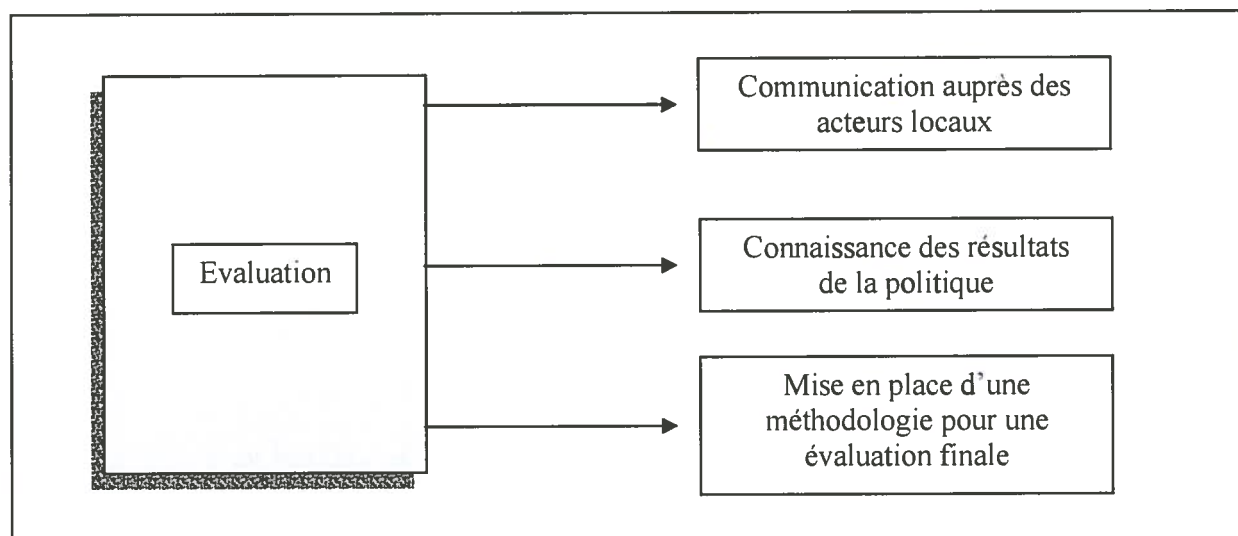 Communication auprès des
acteurs locaux
Evaluation
Connaissance des résultats
de la politique
Mise en place d'une
méthodologie pour une
évaluation finale